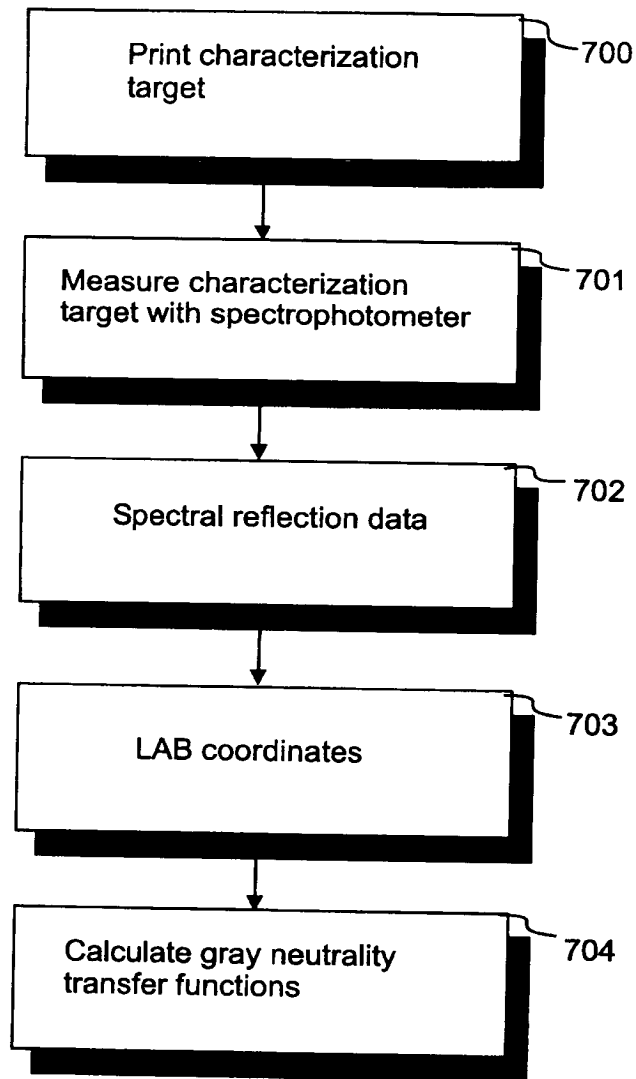 Print characterization
target
700
Measure characterization
target with spectrophotometer
701
Spectral reflection data
702
LAB coordinates
703
Calculate gray neutrality
transfer functions
704